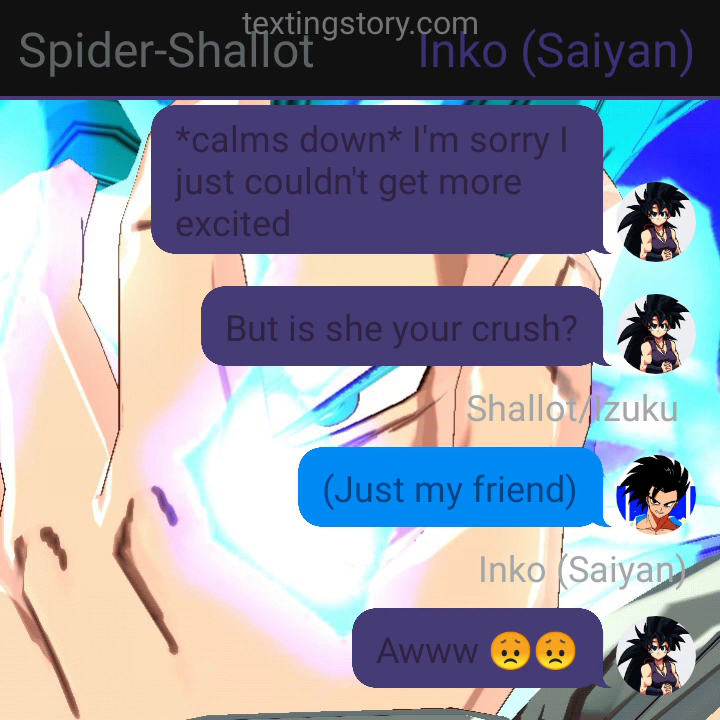 textingstory.com
Spider-Shallot
Inko (Saiyan)
*calms down* I'm sorry I
just couldn't get more
excited
But is she your crush?
Shallot/Izuku
(Just my friend)
Inko (Saiyan)
Awww 😞😞